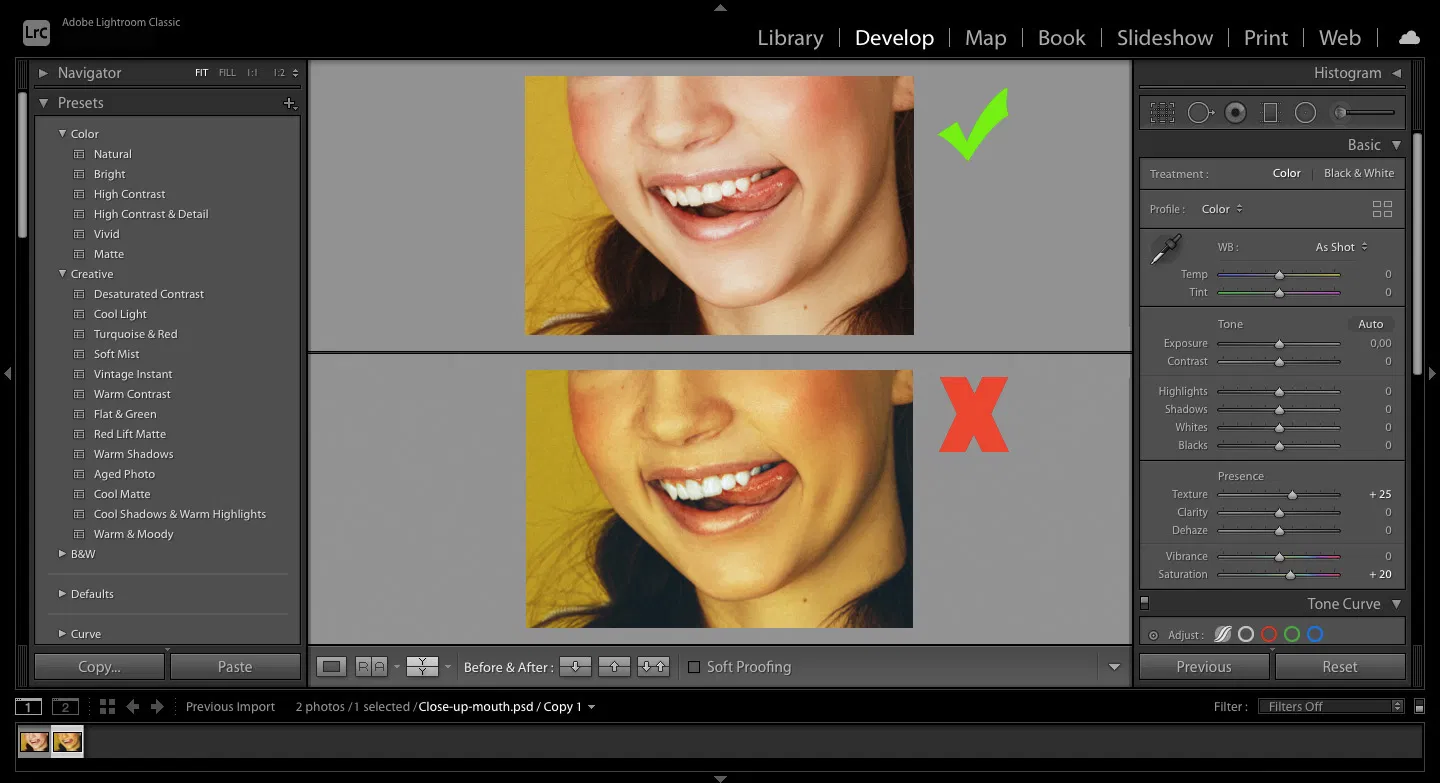 LrC
Adobe Lightroom Classic
Library | Develop | Map | Book | Slideshow | Print | Web |
Navigator FIT FILL 1:1 1:2
Presets
Color
Natural
Bright
High Contrast
High Contrast & Detail
Vivid
Matte
Creative
Desaturated Contrast
Cool Light
Turquoise & Red
Soft Mist
Vintage Instant
Warm Contrast
Flat & Green
Red Lift Matte
Warm Shadows
Aged Photo
Cool Matte
Cool Shadows & Warm Highlights
Warm & Moody
B&W
Defaults
Curve
Copy... Paste
X
R A Y Y Before & After : Soft Proofing
Histogram
Basic
Treatment : Color | Black & White
Profile : Color
WB : As Shot
Temp 0
Tint 0
Tone Auto
Exposure 0,00
Contrast 0
Highlights 0
Shadows 0
Whites 0
Blacks 0
Presence
Texture + 25
Clarity 0
Dehaze 0
Vibrance 0
Saturation + 20
Tone Curve
Adjust :
Previous Reset
1 2 Previous Import 2 photos /1 selected /Close-up-mouth.psd / Copy 1
Filter : Filters Off